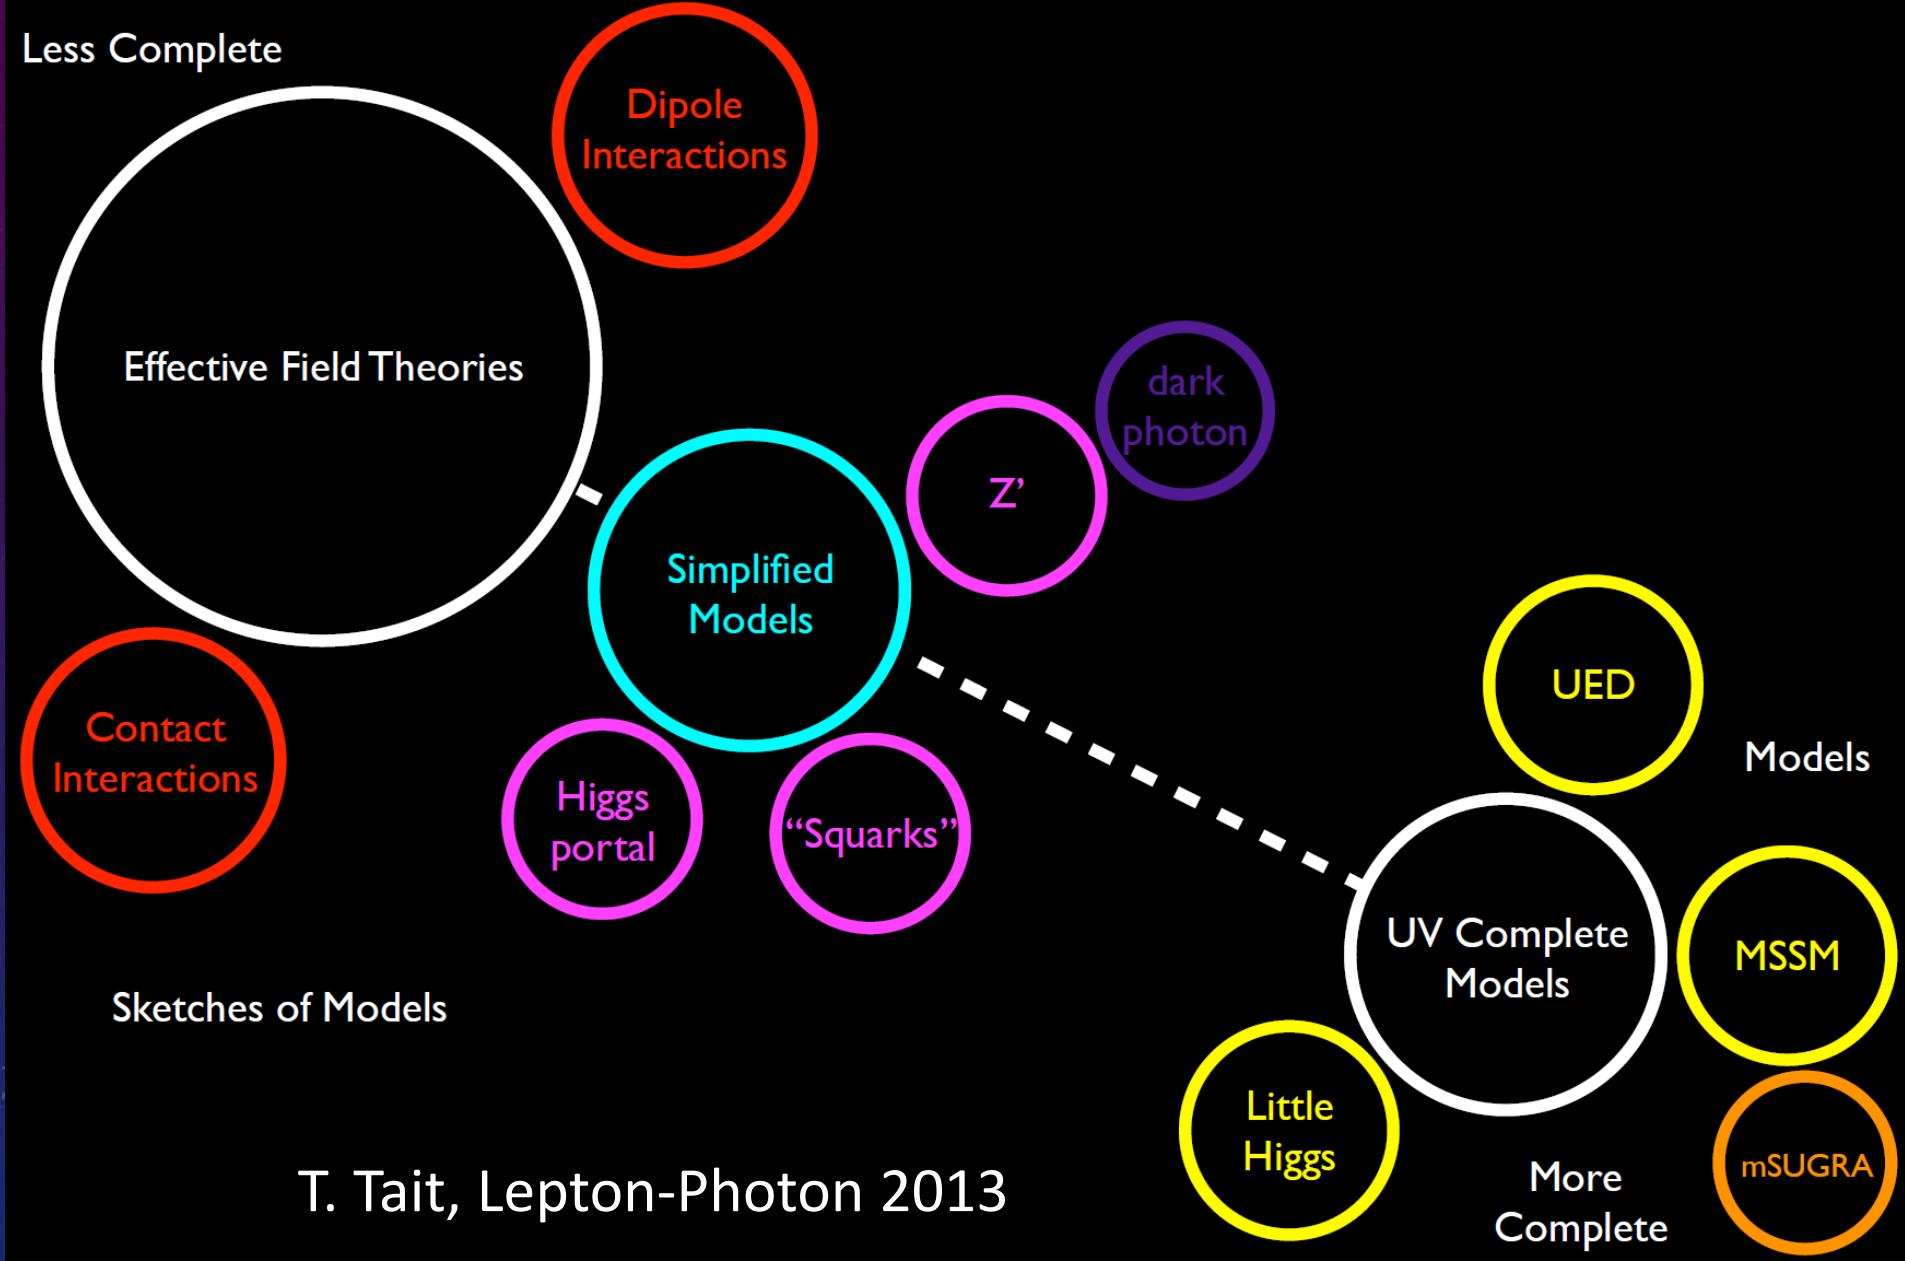 Less Complete
Dipole
Interactions
Effective Field Theories
dark
photon
Z’
Simplified
Models
UED
Contact
Interactions
Models
Higgs
portal
“Squarks”
UV Complete
Models
MSSM
Sketches of Models
Little
Higgs
mSUGRA
More
Complete
T. Tait, Lepton-Photon 2013